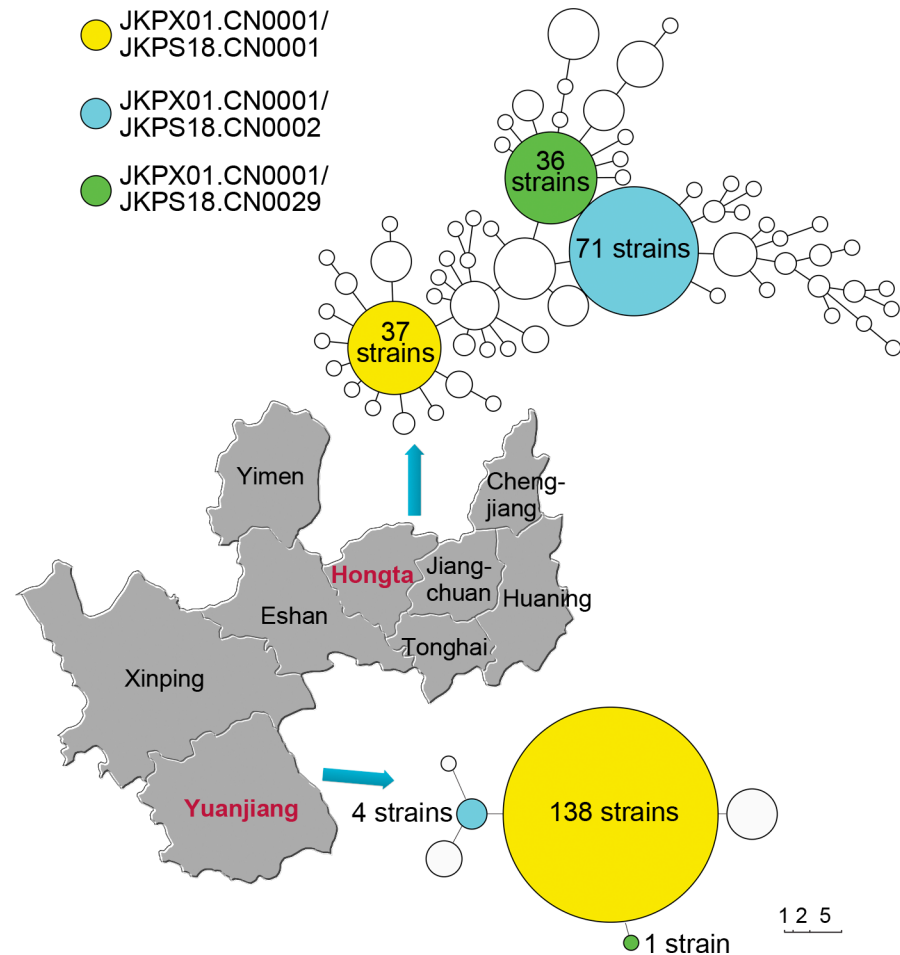 JKPX01.CN0001/
JKPS18.CN0001
JKPX01.CN0001/
JKPS18.CN0002
JKPX01.CN0001/
JKPS18.CN0029
36
strains
71 strains
37
strains
Yimen
Cheng-
jiang
Hongta
Jiang-
chuan
Huaning
Eshan
Tonghai
Xinping
Yuanjiang
4 strains
138 strains
1 2 5
1 strain